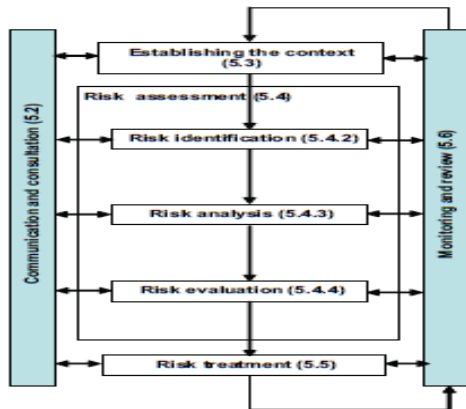 Establishing the context
(5.3)
Risk assessment (5.4)
Risk identification (5.4.2)
Risk analysis (5.4.3)
Risk evaluation (5.4.4)
Risk treatment (5.5)
Communication and consultation (5.2)
Monitoring and review (5.6)